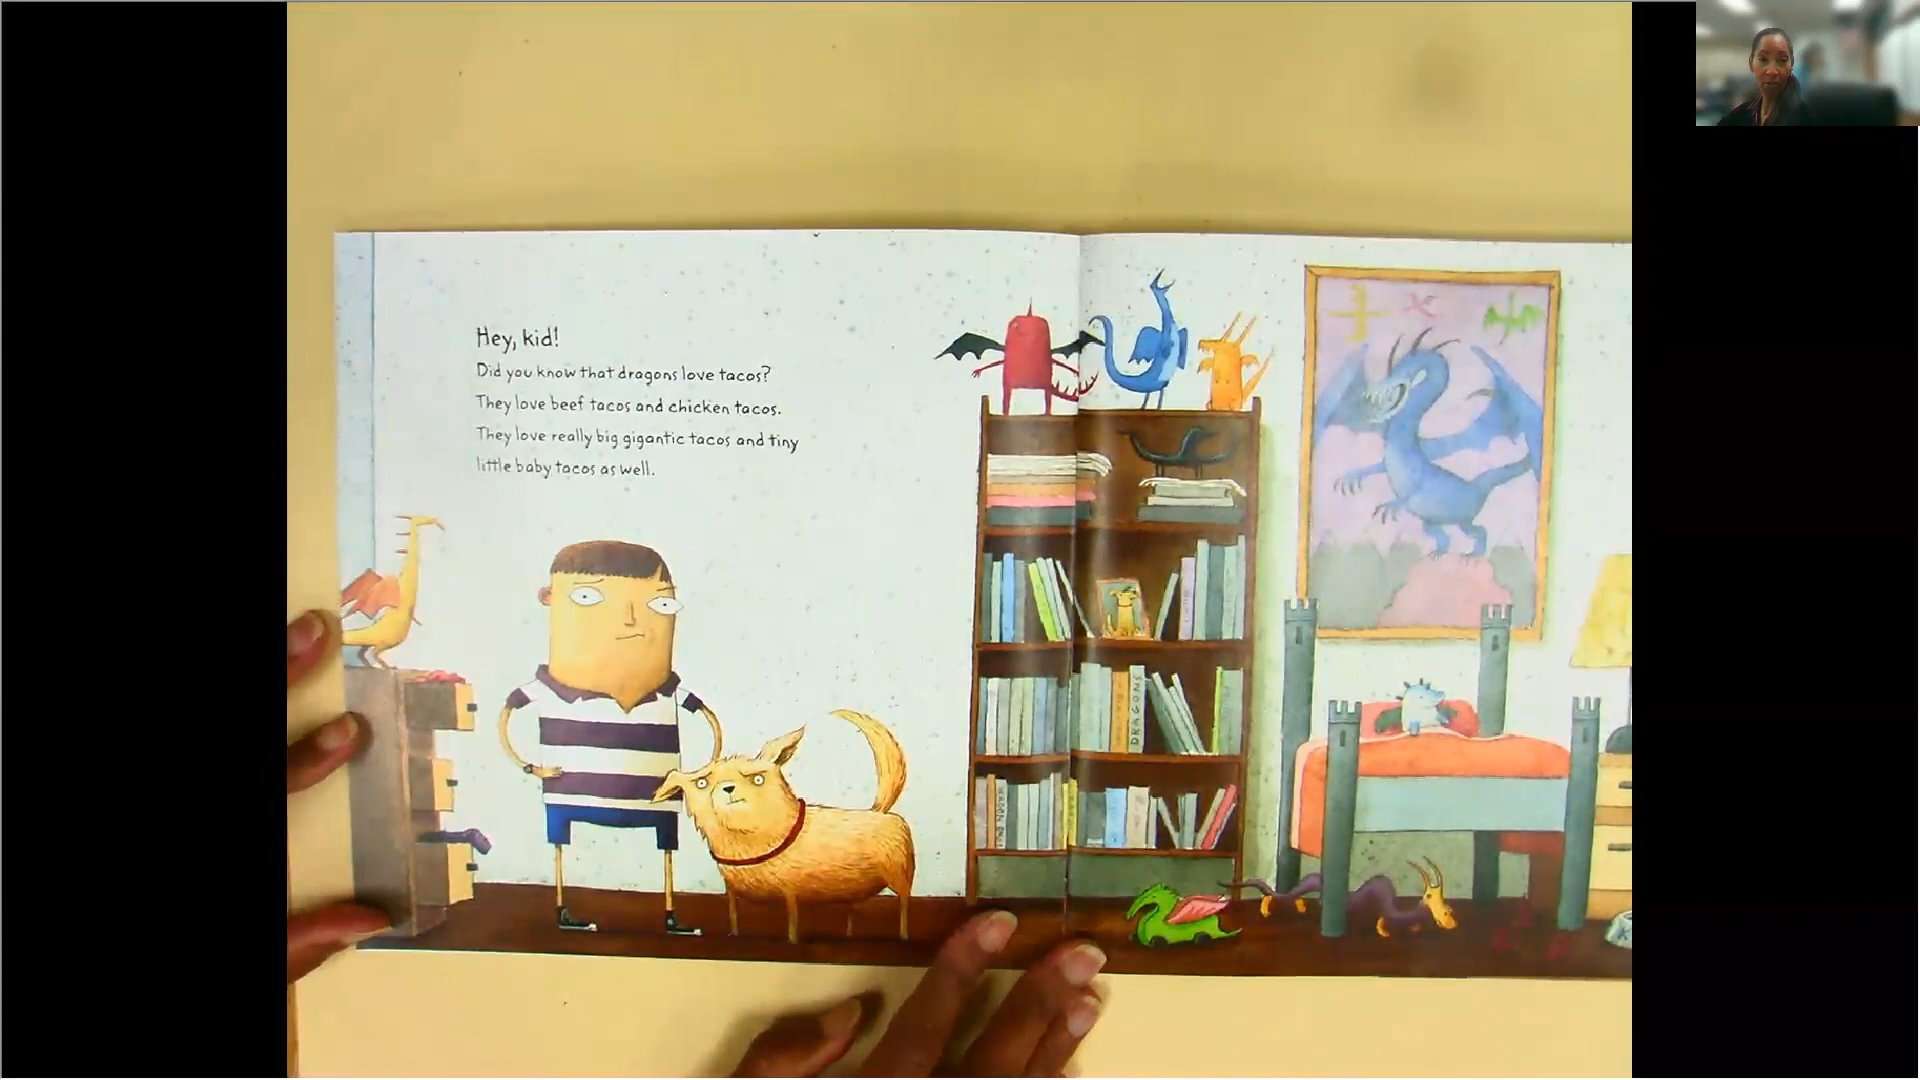 Hey, kid!
Did you know that dragons love tacos?
They love beef tacos and chicken tacos.
They love really big gigantic tacos and tiny
little baby tacos as well.
DRAGONS